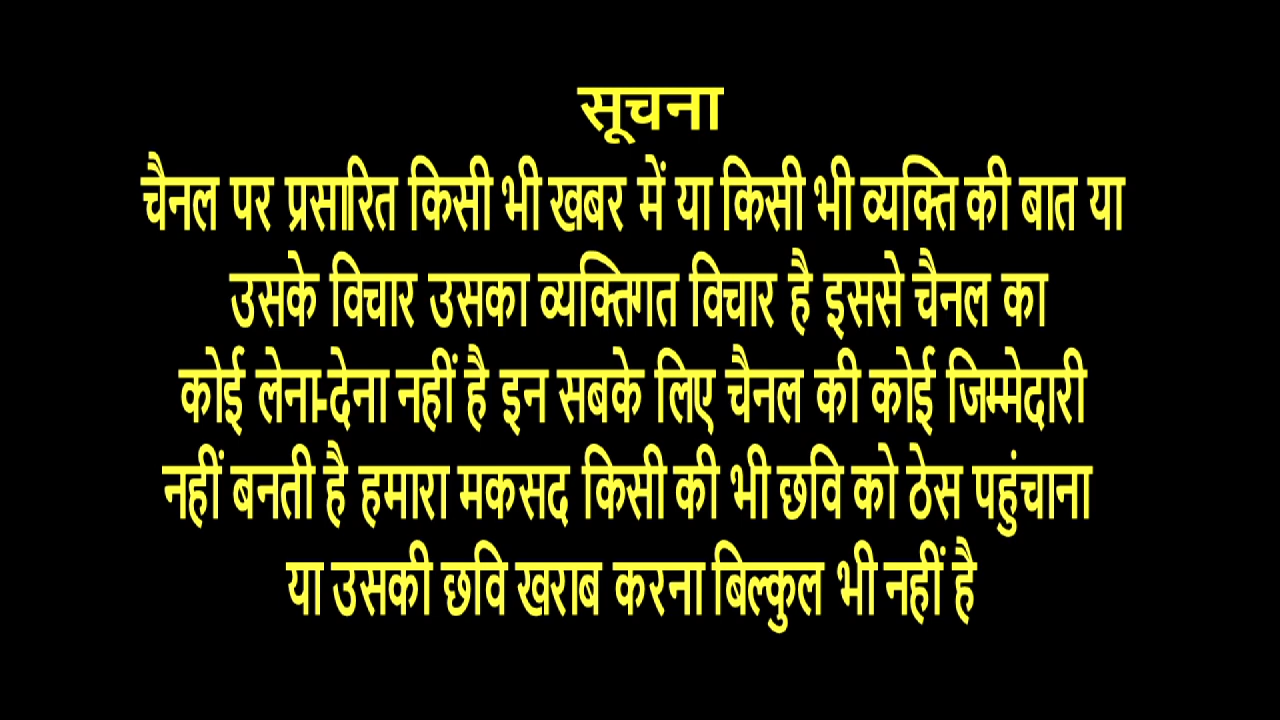 सूचना
चैनल पर प्रसारित किसी भी खबर में या किसी भी व्यक्ति की बात या
उसके विचार उसका व्यक्तिगत विचार है इससे चैनल का
कोई लेना-देना नहीं है इन सबके लिए चैनल की कोई जिम्मेदारी
नहीं बनती है हमारा मकसद किसी की भी छवि को ठेस पहुंचाना
या उसकी छवि खराब करना बिल्कुल भी नहीं है